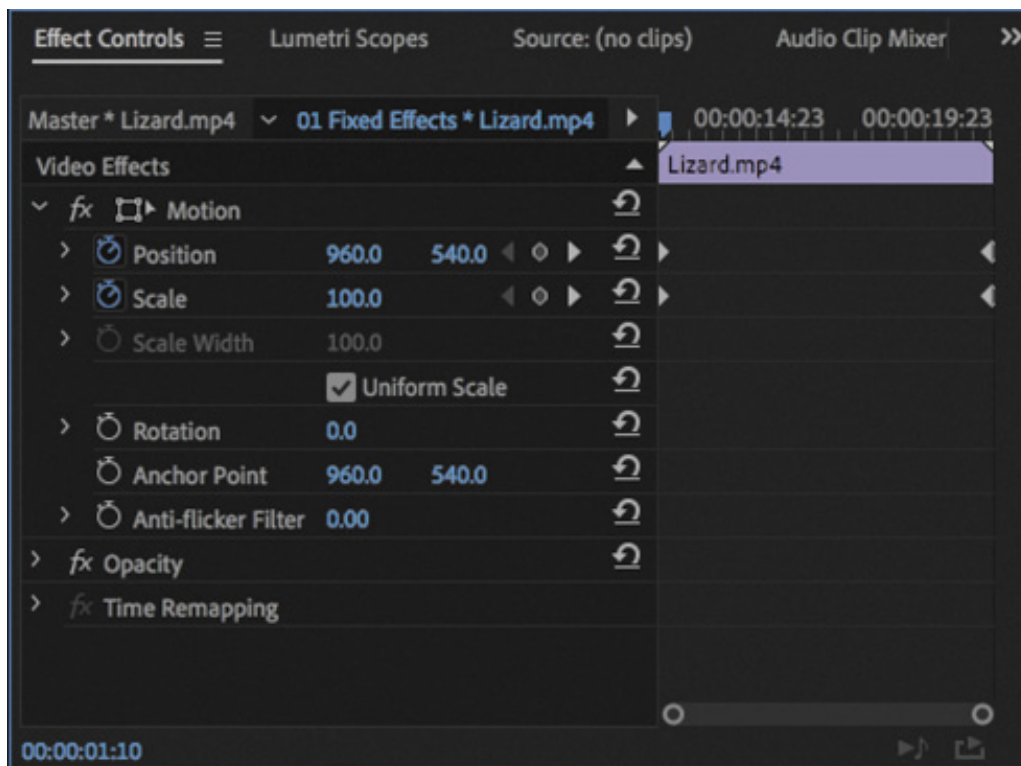 Effect Controls Lumetri Scopes Source: (no clips) Audio Clip Mixer
Master * Lizard.mp4 01 Fixed Effects * Lizard.mp4 00:00:14:23 00:00:19:23
Video Effects Lizard.mp4
fx Motion
Position 960.0 540.0
Scale 100.0
Scale Width 100.0
Uniform Scale
Rotation 0.0
Anchor Point 960.0 540.0
Anti-flicker Filter 0.00
fx Opacity
fx Time Remapping
00:00:01:10